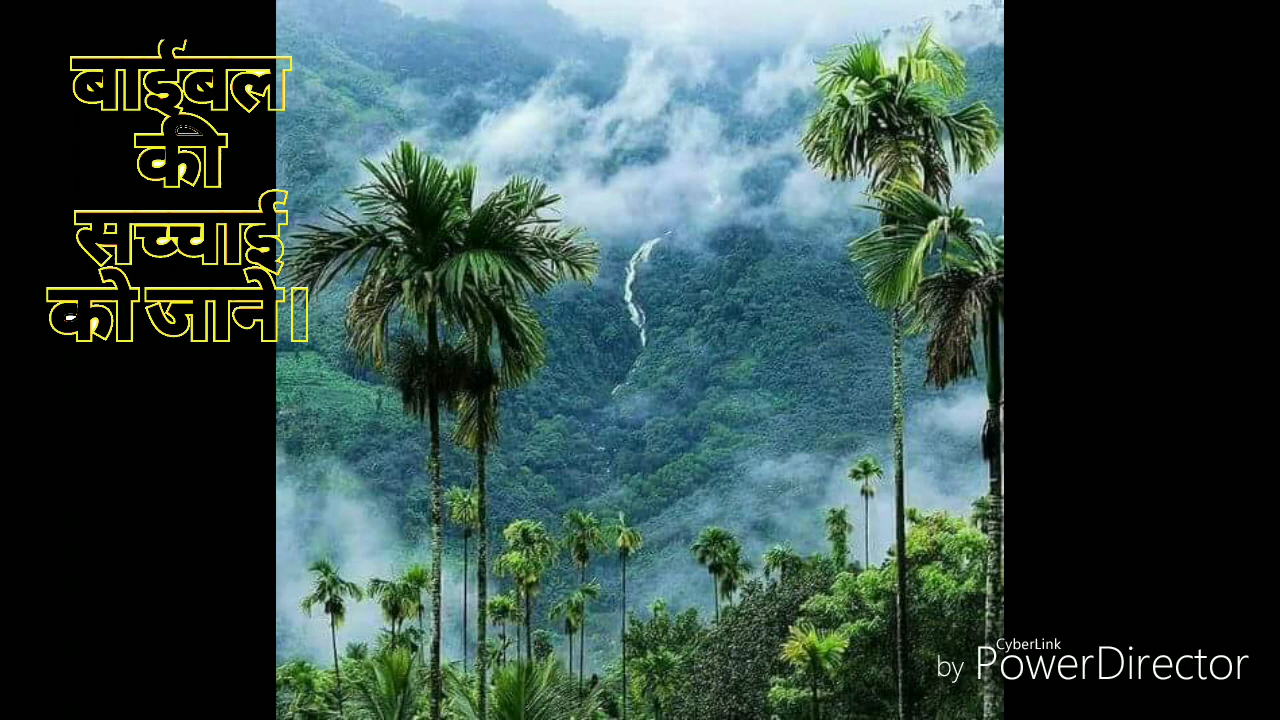 बाईबल
की
सच्चाई
को जाने।
CyberLink
by PowerDirector